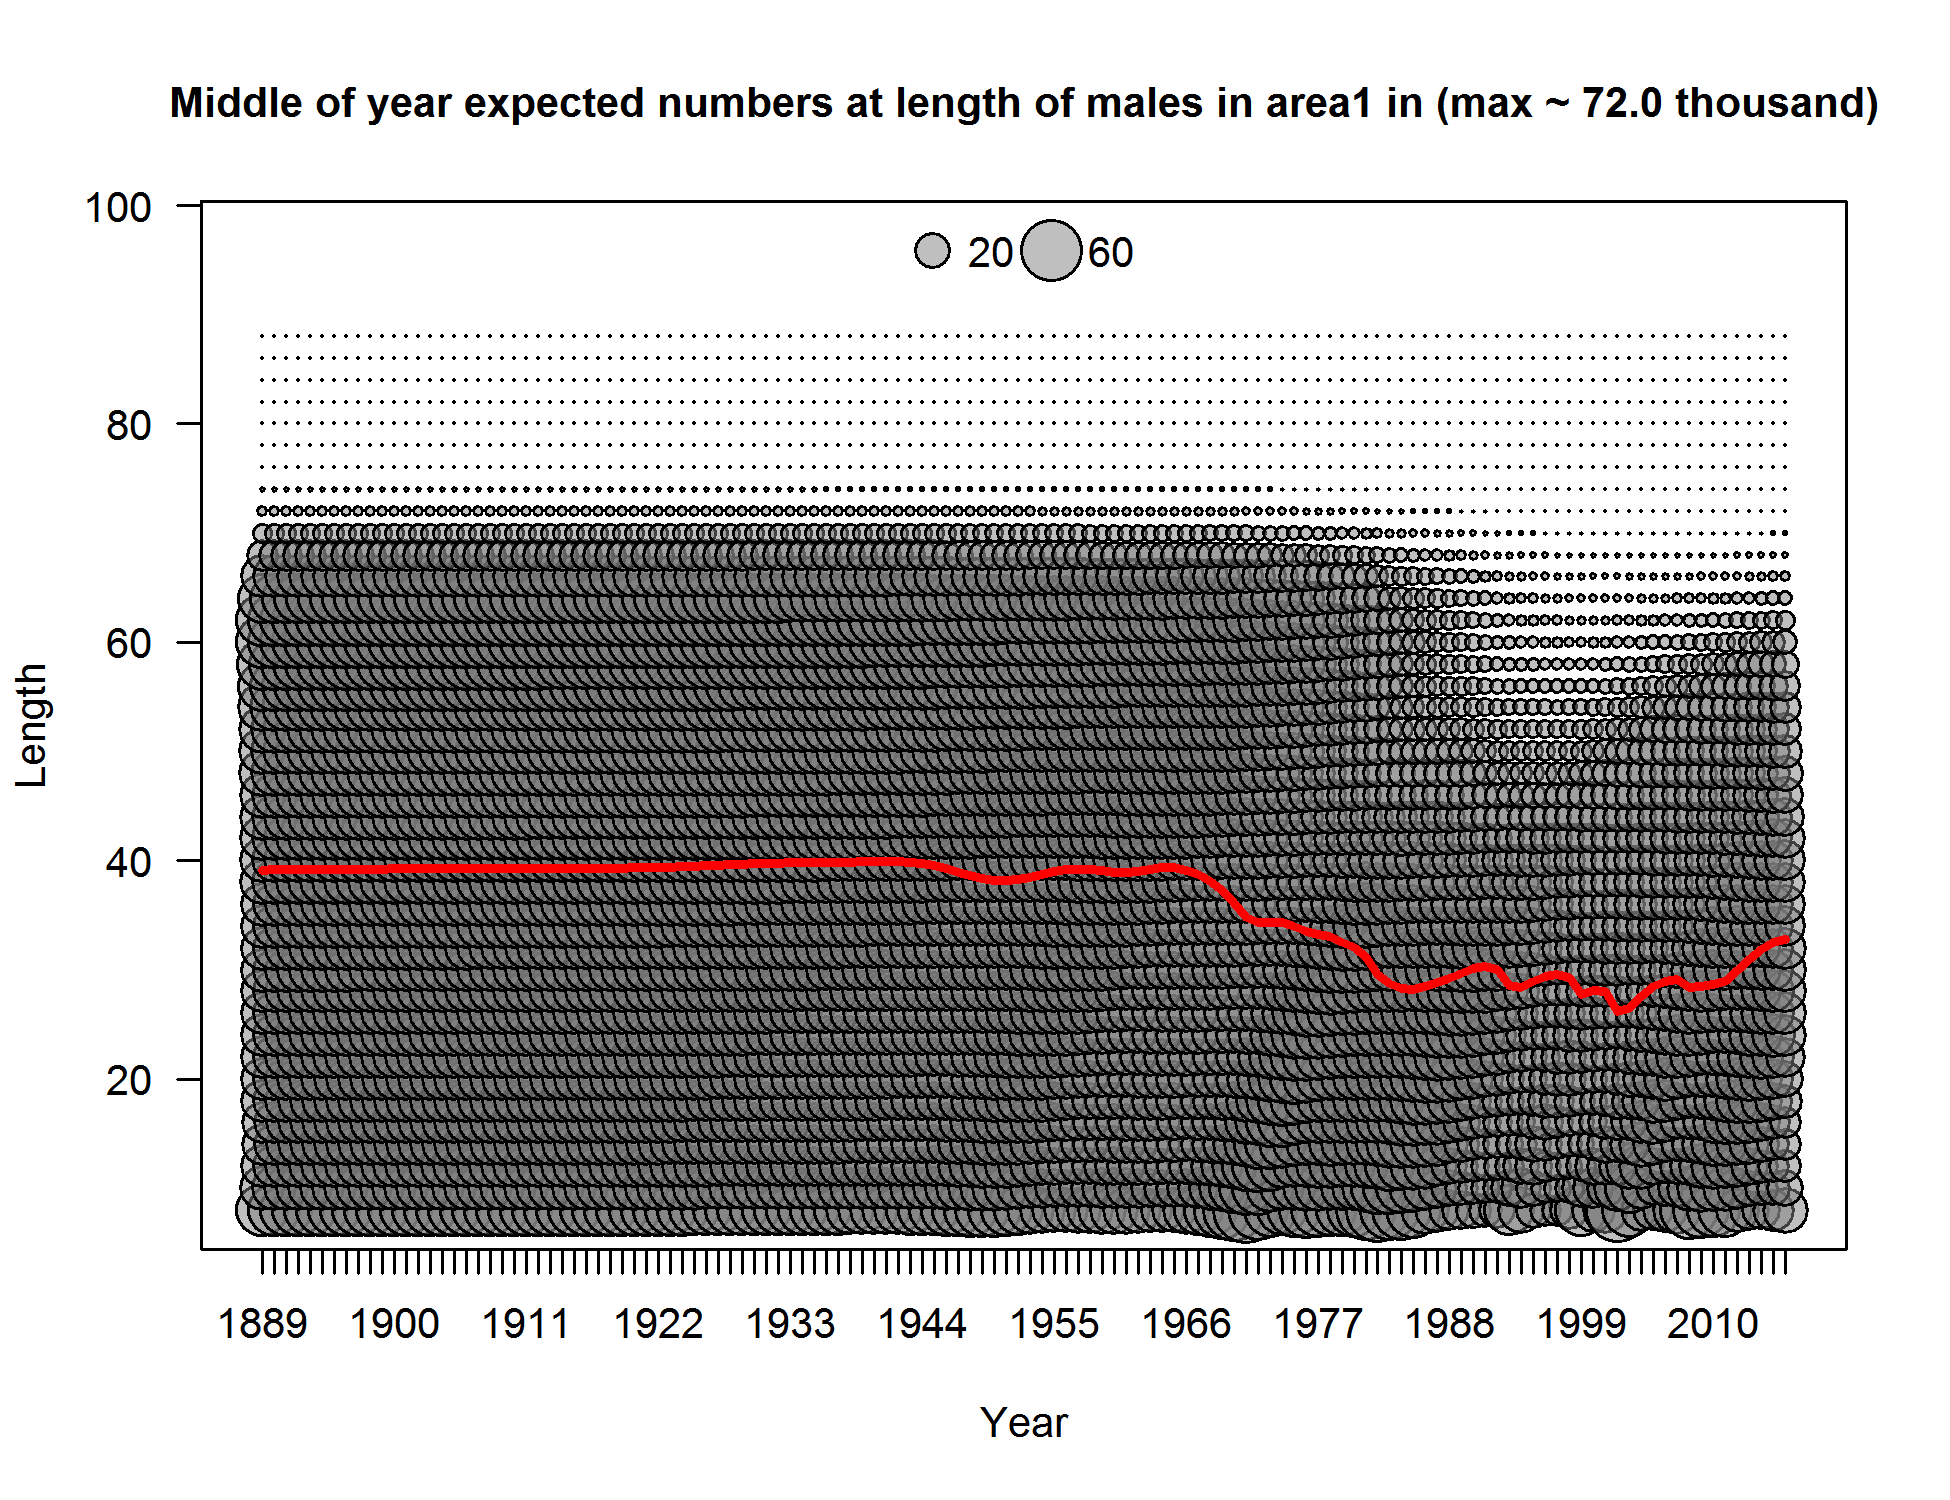 Middle of year expected numbers at length of males in area1 in (max ~ 72.0 thousand)
20 60
100
80
60
40
20
Length
1889 1900 1911 1922 1933 1944 1955 1966 1977 1988 1999 2010
Year